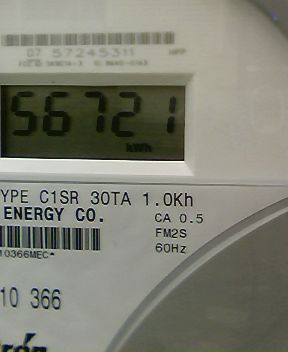 07 57245311
56721
kWh
YPE C1SR 30TA 1.0Kh
ENERGY CO.
CA 0.5
FM2S
60Hz
10366MEC*
10 366
rón